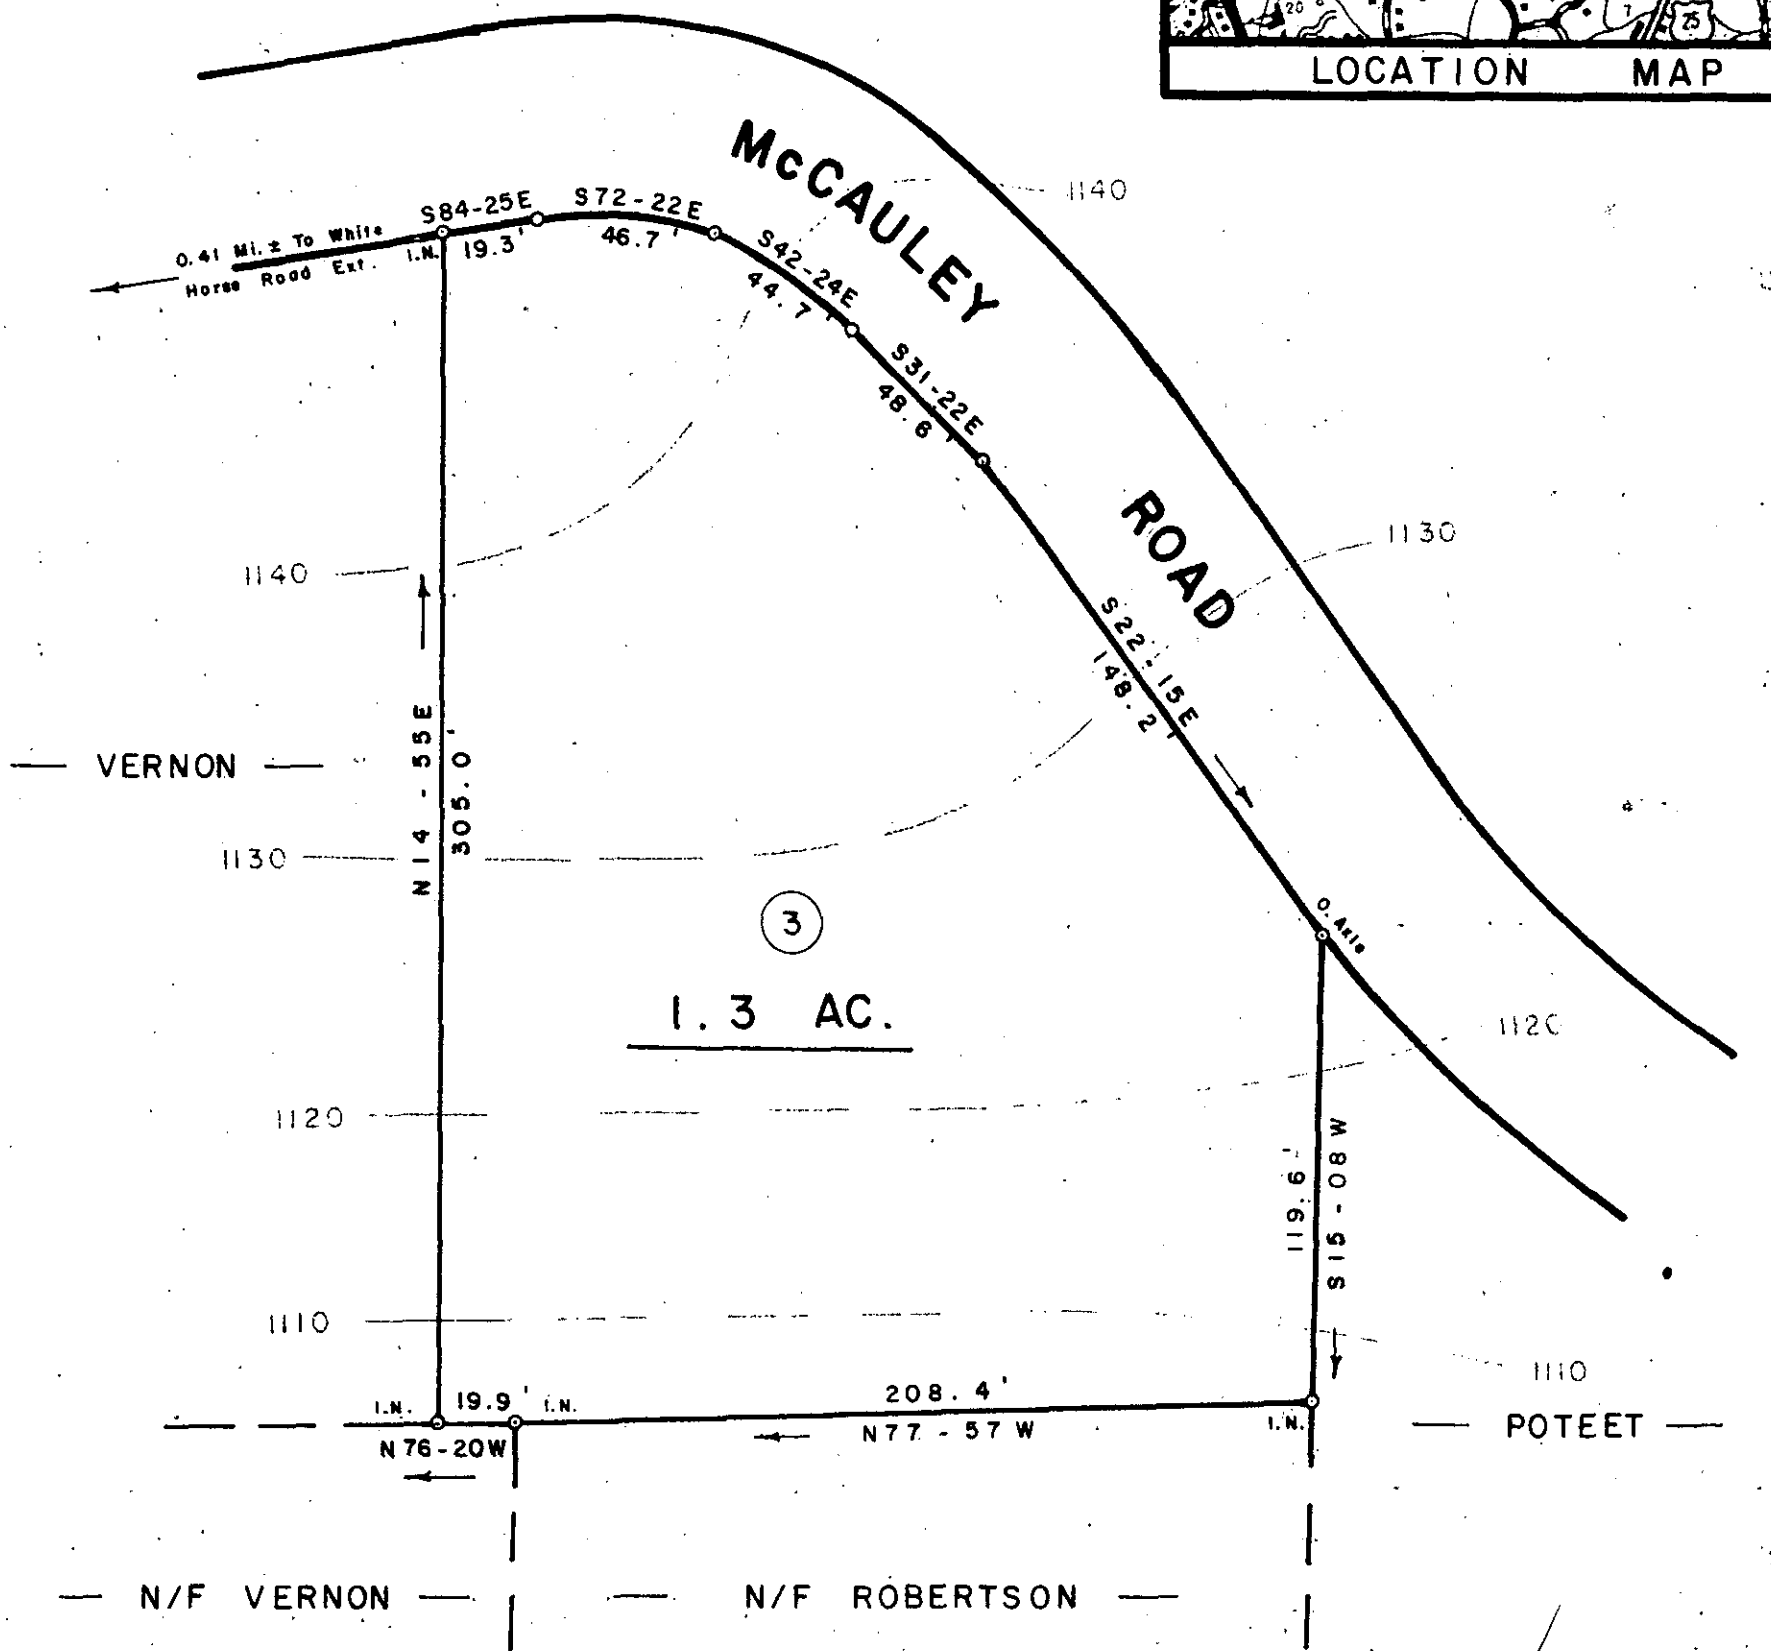 20
7
25
LOCATION MAP
McCAULEY
ROAD
1140
S84-25E
S72-22E
0.41 Mi.± To White
I.N.
19.3'
46.7'
Horse Road Ext.
S42-24E
44.7'
S31-22E
48.6'
1130
1140
S22-15E
148.2'
N14-55E
305.0'
— VERNON —
1130
3
O. Axle
1.3 AC.
1120
1120
119.6'
S15-08W
1110
1110
I.N.
19.9'
I.N.
208.4'
I.N.
N76-20W
N77-57W
— POTEET —
— N/F VERNON —
— N/F ROBERTSON —